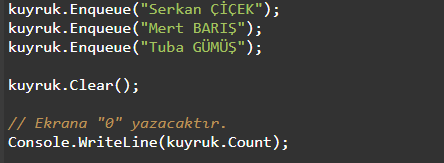 kuyruk.Enqueue("Serkan ÇİÇEK");
kuyruk.Enqueue("Mert BARIŞ");
kuyruk.Enqueue("Tuba GÜMÜŞ");
kuyruk.Clear();
// Ekrana "0" yazacaktır.
Console.WriteLine(kuyruk.Count);